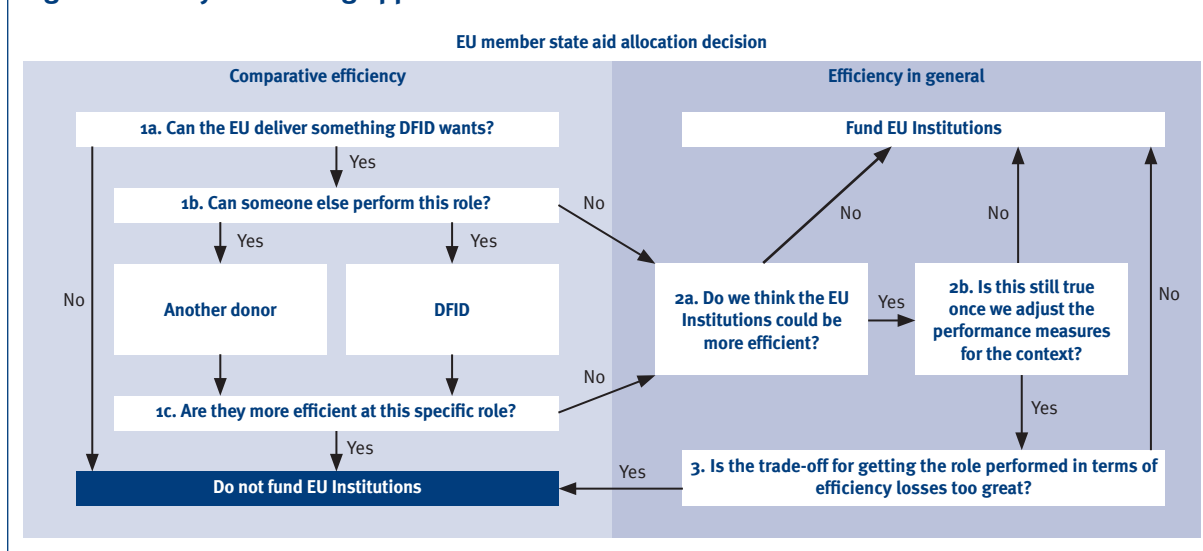 EU member state aid allocation decision
Comparative efficiency
1a. Can the EU deliver something DFID wants?
Yes
1b. Can someone else perform this role?
Yes
Yes
No
Another donor
DFID
No
1c. Are they more efficient at this specific role?
No
Yes
Do not fund EU Institutions
Efficiency in general
Fund EU Institutions
No
No
No
2a. Do we think the EU
Institutions could be
more efficient?
Yes
2b. Is this still true
once we adjust the
performance measures
for the context?
Yes
3. Is the trade-off for getting the role performed in terms of
efficiency losses too great?
Yes